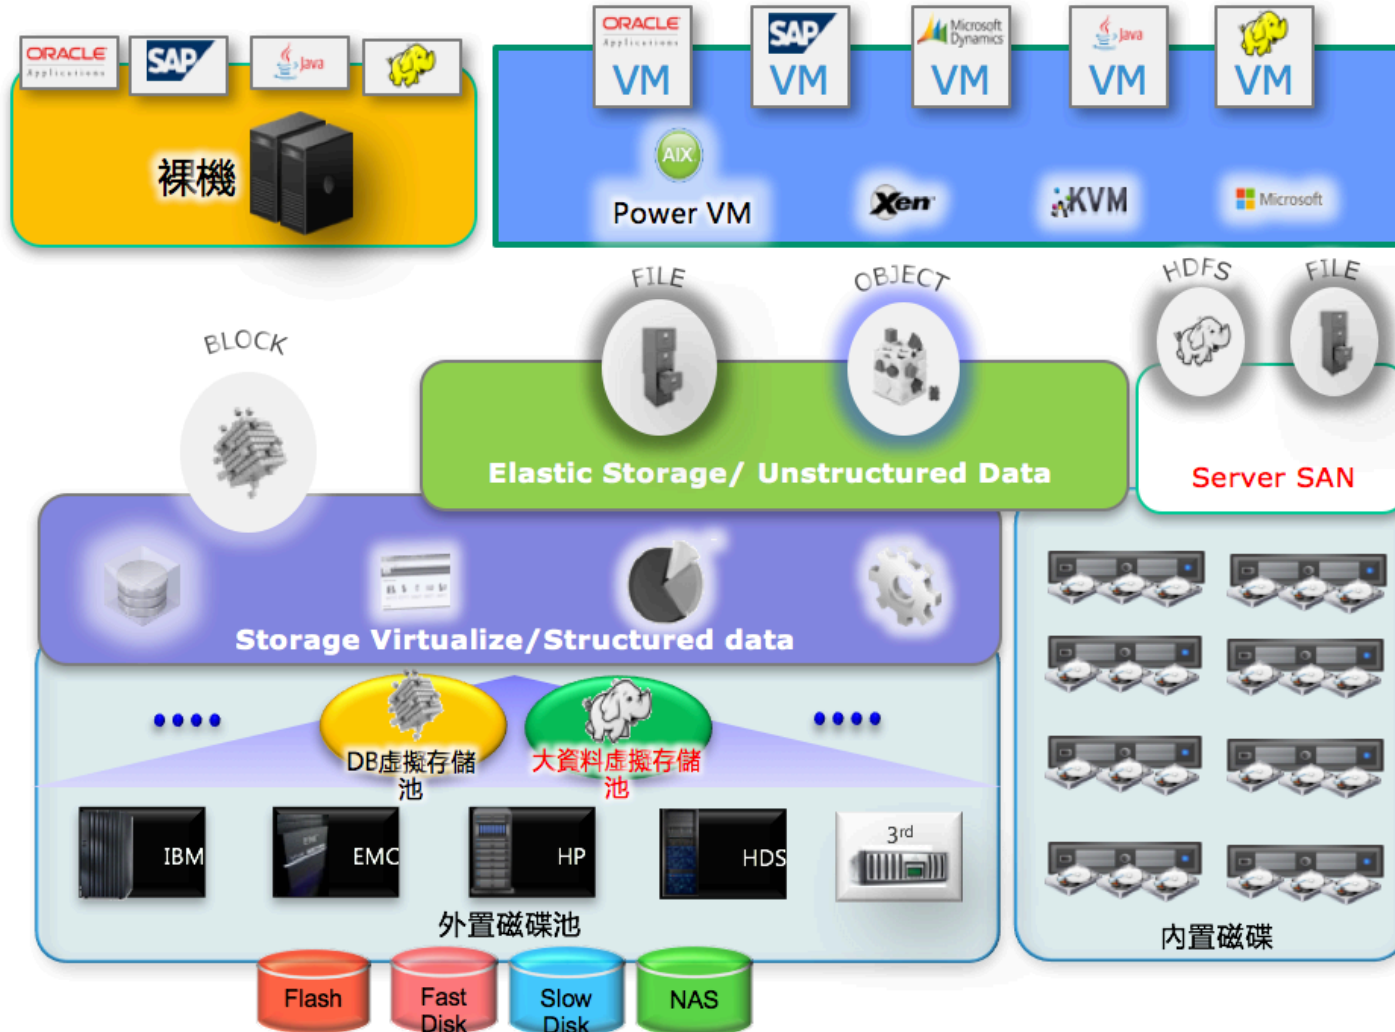 ORACLE
Applications
SAP
Java
裸機
ORACLE
Applications
VM
SAP
VM
Microsoft
Dynamics
VM
Java
VM
VM
AIX
Power VM
Xen
KVM
Microsoft
BLOCK
FILE
OBJECT
HDFS
FILE
Elastic Storage/ Unstructured Data
Server SAN
Storage Virtualize/Structured data
DB虛擬存儲
池
大資料虛擬存儲
池
IBM
EMC
HP
HDS
3rd
外置磁碟池
內置磁碟
Flash
Fast
Disk
Slow
Disk
NAS